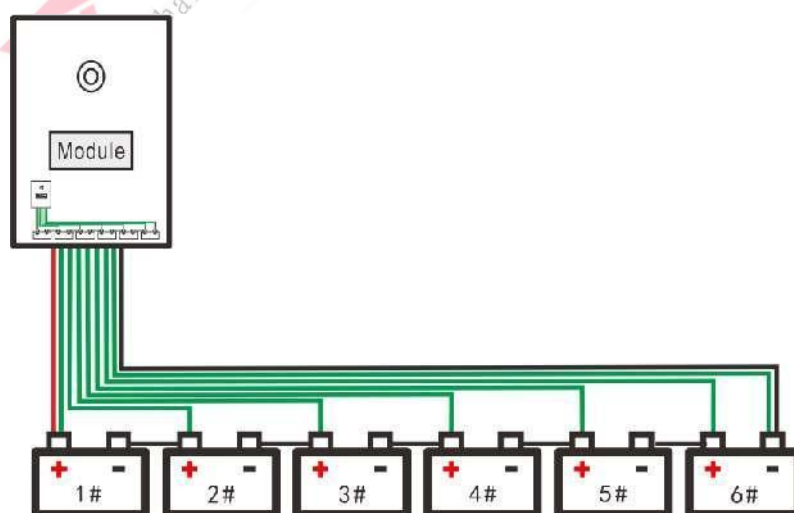 Module
+ - + - + - + - + - + -
1# 2# 3# 4# 5# 6#